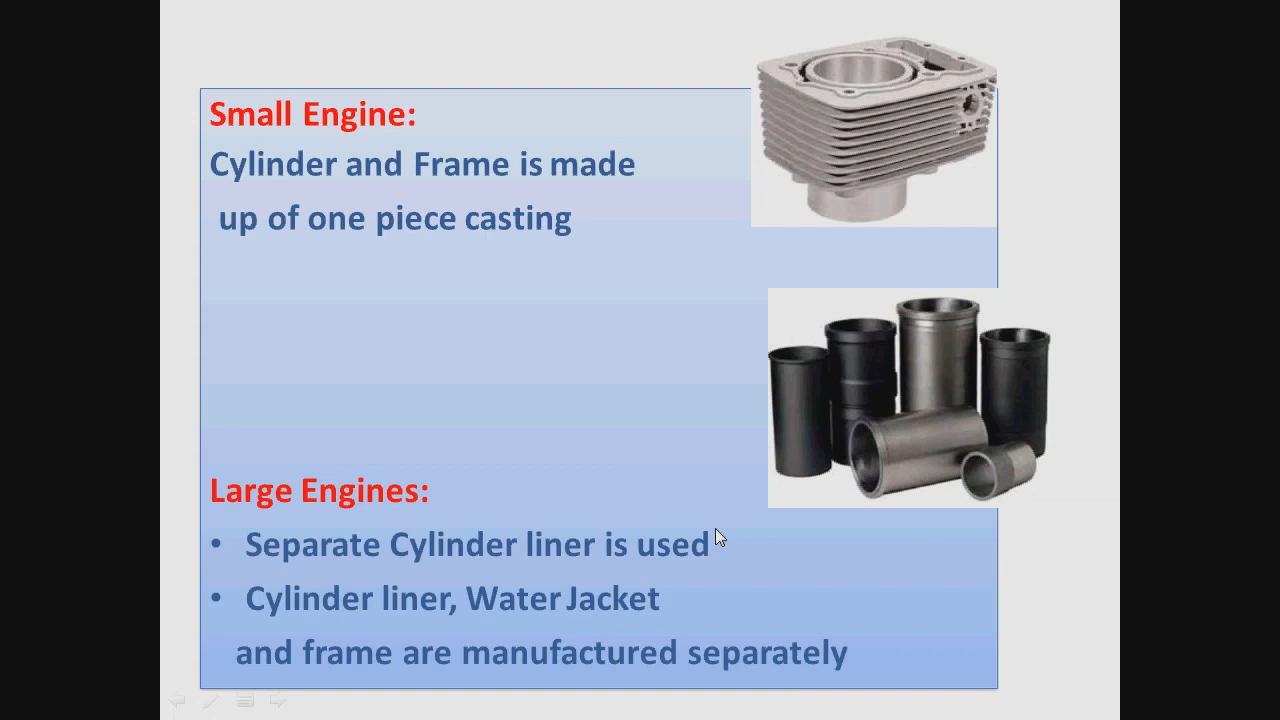 Small Engine:
Cylinder and Frame is made
up of one piece casting
Large Engines:
• Separate Cylinder liner is used
• Cylinder liner, Water Jacket
and frame are manufactured separately